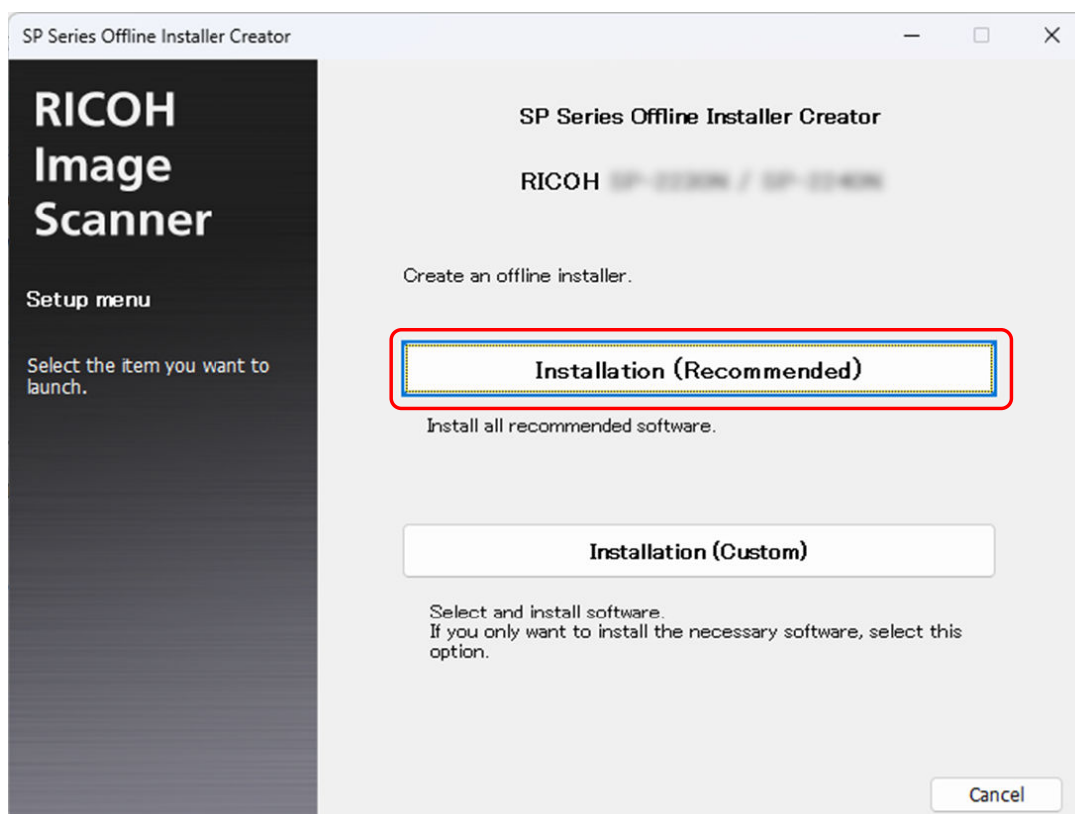 SP Series Offline Installer Creator
RICOH
Image
Scanner
Setup menu
Select the item you want to
launch.
SP Series Offline Installer Creator
RICOH
Create an offline installer.
Installation (Recommended)
Install all recommended software.
Installation (Custom)
Select and install software.
If you only want to install the necessary software, select this
option.
Cancel